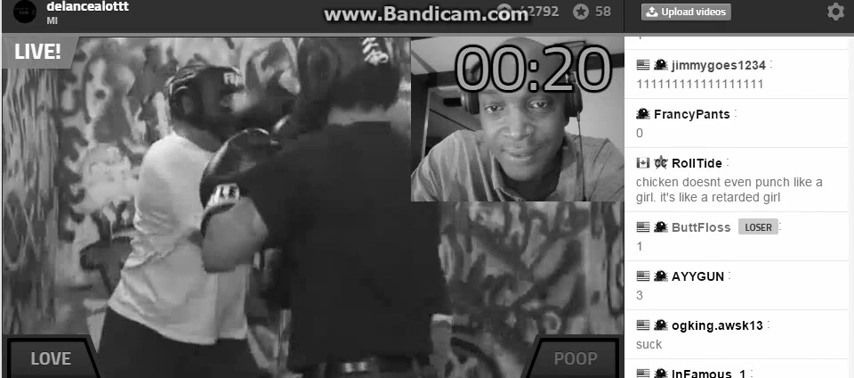 delancealottt
MI
www.Bandicam.com
42792
58
Upload videos
LIVE!
00:20
jimmygoes1234 :
111111111111111111
FrancyPants :
0
RollTide :
chicken doesnt even punch like a
girl. it's like a retarded girl
ButtFloss LOSER :
1
AYYGUN :
3
ogking.awsk13 :
suck
InFamous_1 :
LOVE
POOP